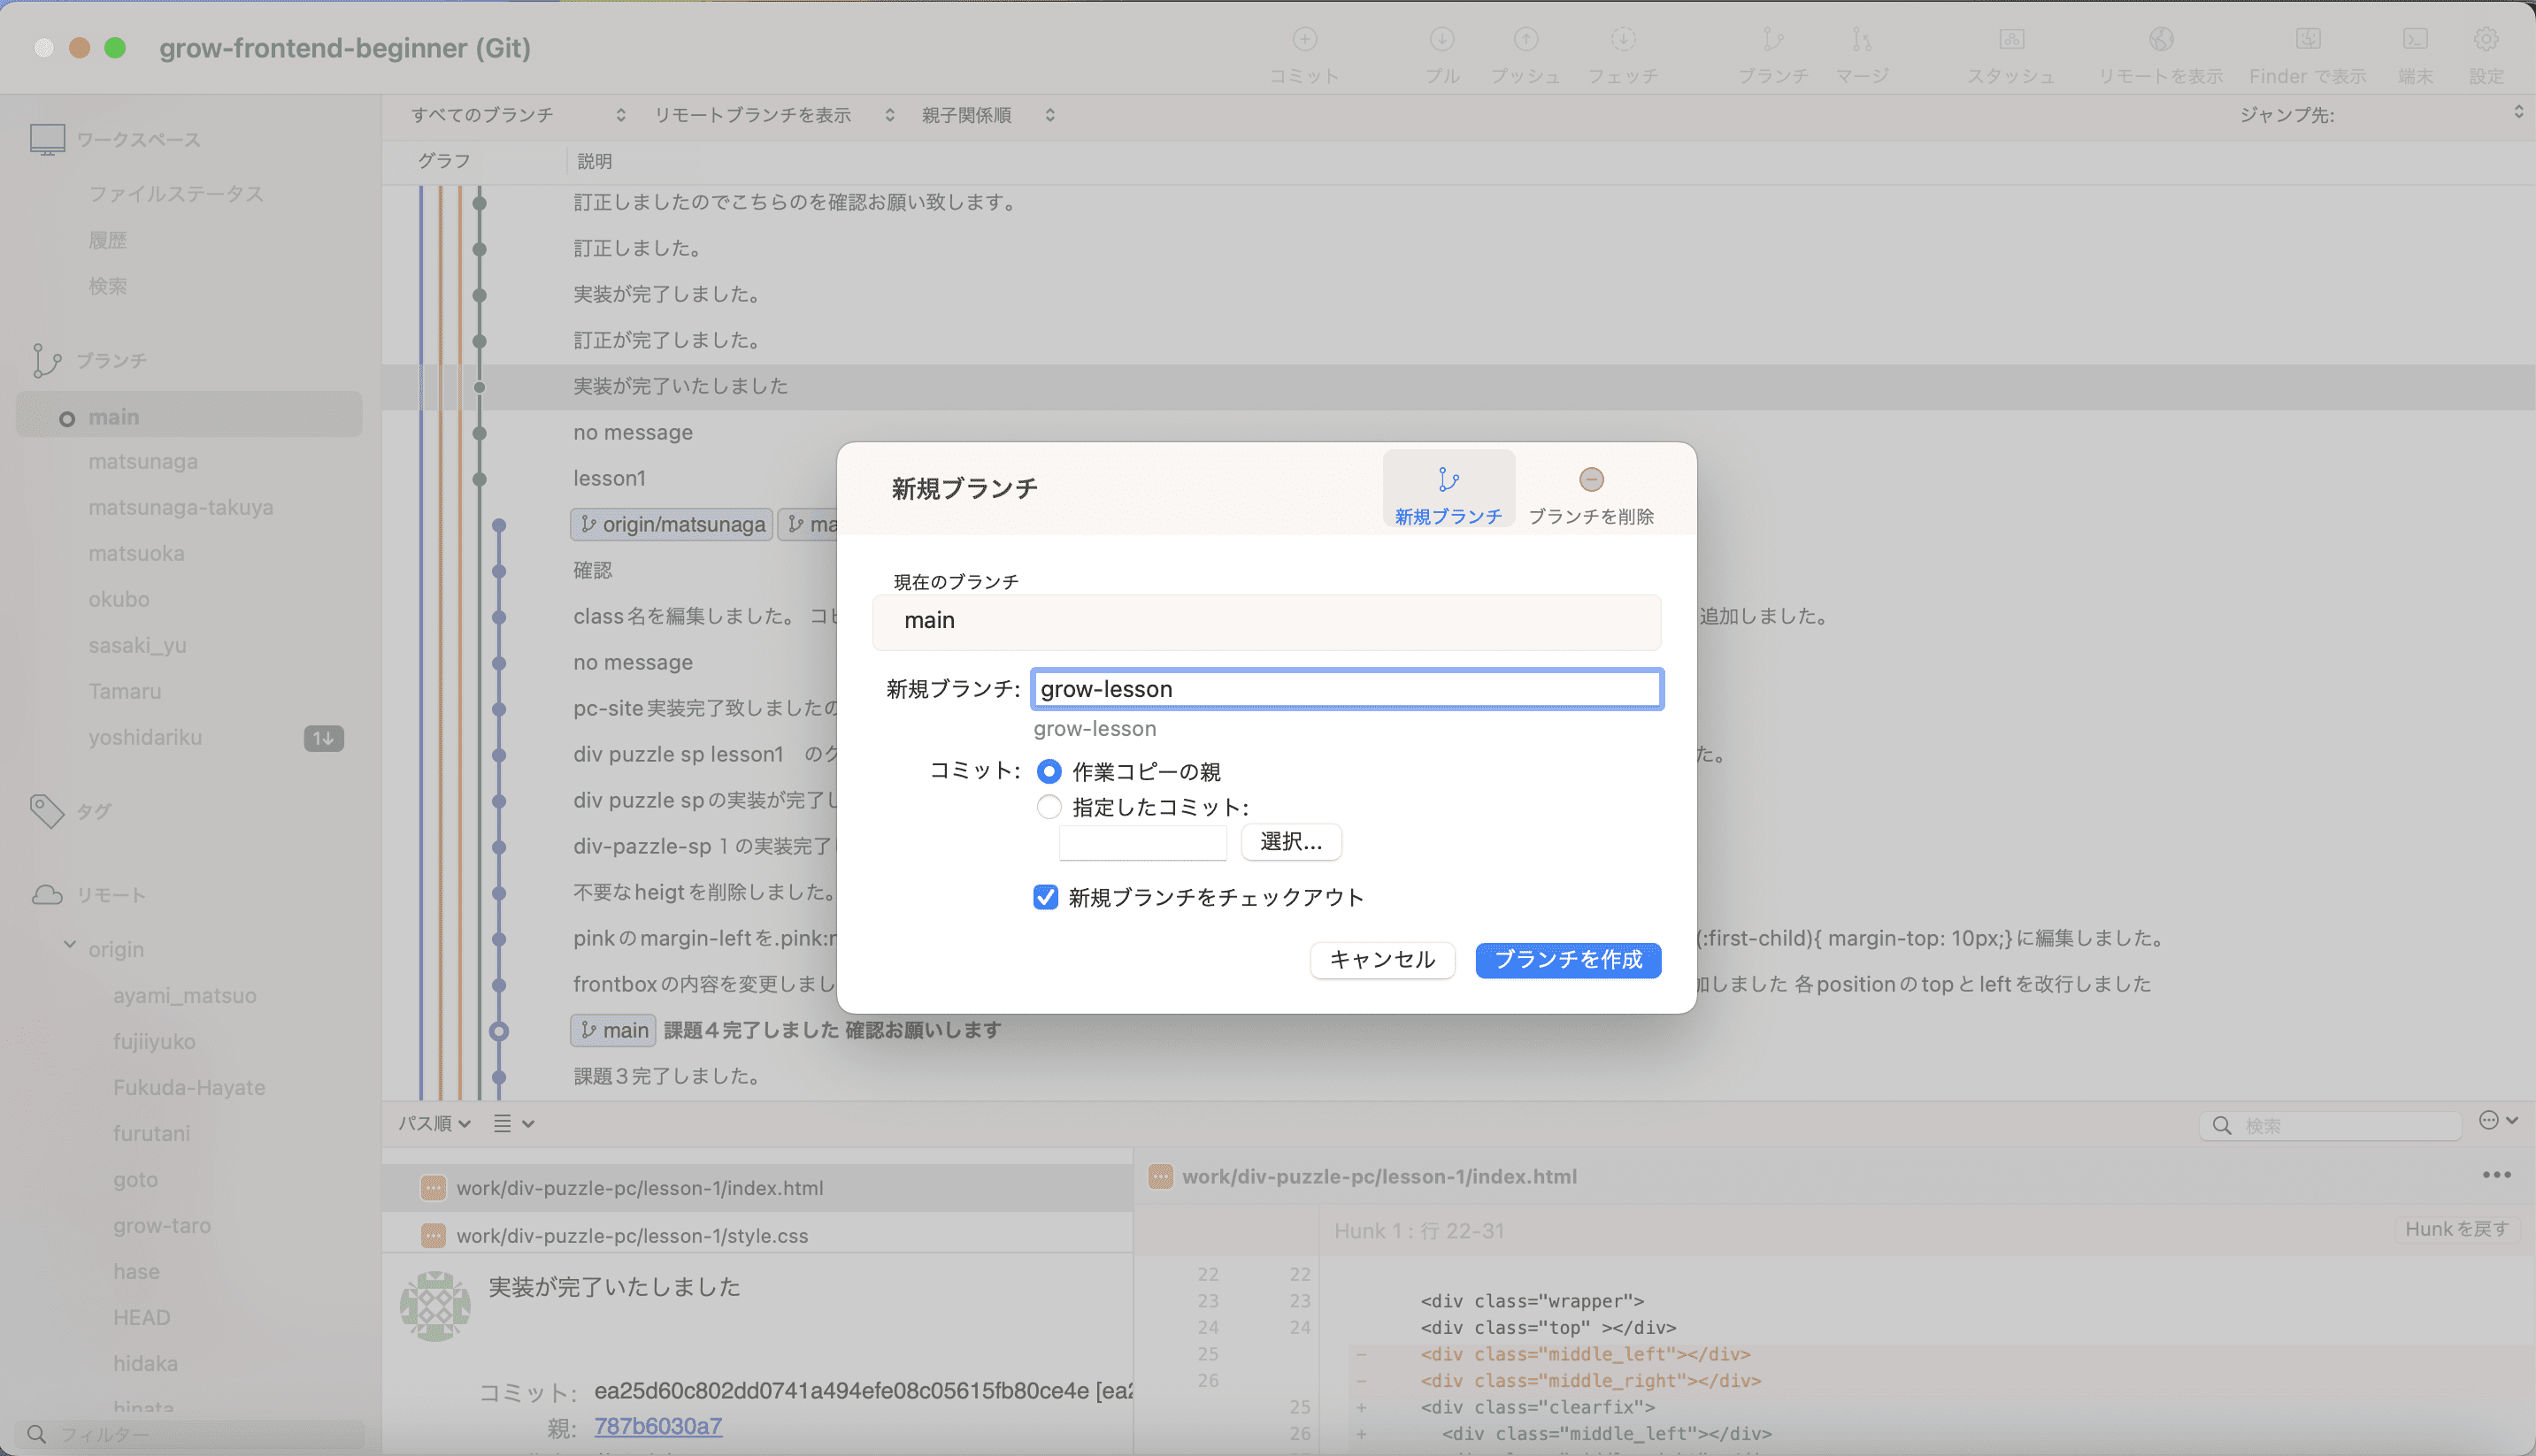 grow-frontend-beginner (Git)
コミット
プル
プッシュ
フェッチ
ブランチ
マージ
スタッシュ
リモートを表示
Finder で表示
端末
設定
すべてのブランチ
リモートブランチを表示
親子関係順
ジャンプ先:
グラフ
説明
ワークスペース
ファイルステータス
履歴
検索
ブランチ
main
matsunaga
matsunaga-takuya
matsuoka
okubo
sasaki_yu
Tamaru
yoshidariku
1↓
タグ
リモート
origin
ayami_matsuo
fujiiyuko
Fukuda-Hayate
furutani
goto
grow-taro
hase
HEAD
hidaka
hinata
フィルター
訂正しましたのでこちらのを確認お願い致します。
訂正しました。
実装が完了しました。
訂正が完了しました。
実装が完了いたしました
no message
lesson1
origin/matsunaga
ma
確認
class名を編集しました。 コピ
追加しました。
no message
pc-site実装完了致しましたの
div puzzle sp lesson1 のク
た。
div puzzle spの実装が完了し
div-pazzle-sp１の実装完了
不要なheigtを削除しました。
pinkのmargin-leftを.pink:n
(:first-child){ margin-top: 10px;}に編集しました。
frontboxの内容を変更しまし
加しました 各positionのtopとleftを改行しました
main 課題４完了しました 確認お願いします
課題３完了しました。
新規ブランチ
新規ブランチ
ブランチを削除
現在のブランチ
main
新規ブランチ: grow-lesson
grow-lesson
コミット: 作業コピーの親
指定したコミット:
選択...
新規ブランチをチェックアウト
キャンセル
ブランチを作成
パス順
検索
work/div-puzzle-pc/lesson-1/index.html
work/div-puzzle-pc/lesson-1/style.css
実装が完了いたしました
コミット: ea25d60c802dd0741a494efe08c05615fb80ce4e [ea2
親: 787b6030a7
work/div-puzzle-pc/lesson-1/index.html
Hunk 1 : 行 22-31
Hunkを戻す
22 22
23 23 <div class="wrapper">
24 24 <div class="top" ></div>
25 - <div class="middle_left"></div>
26 - <div class="middle_right"></div>
25 + <div class="clearfix">
26 + <div class="middle_left"></div>